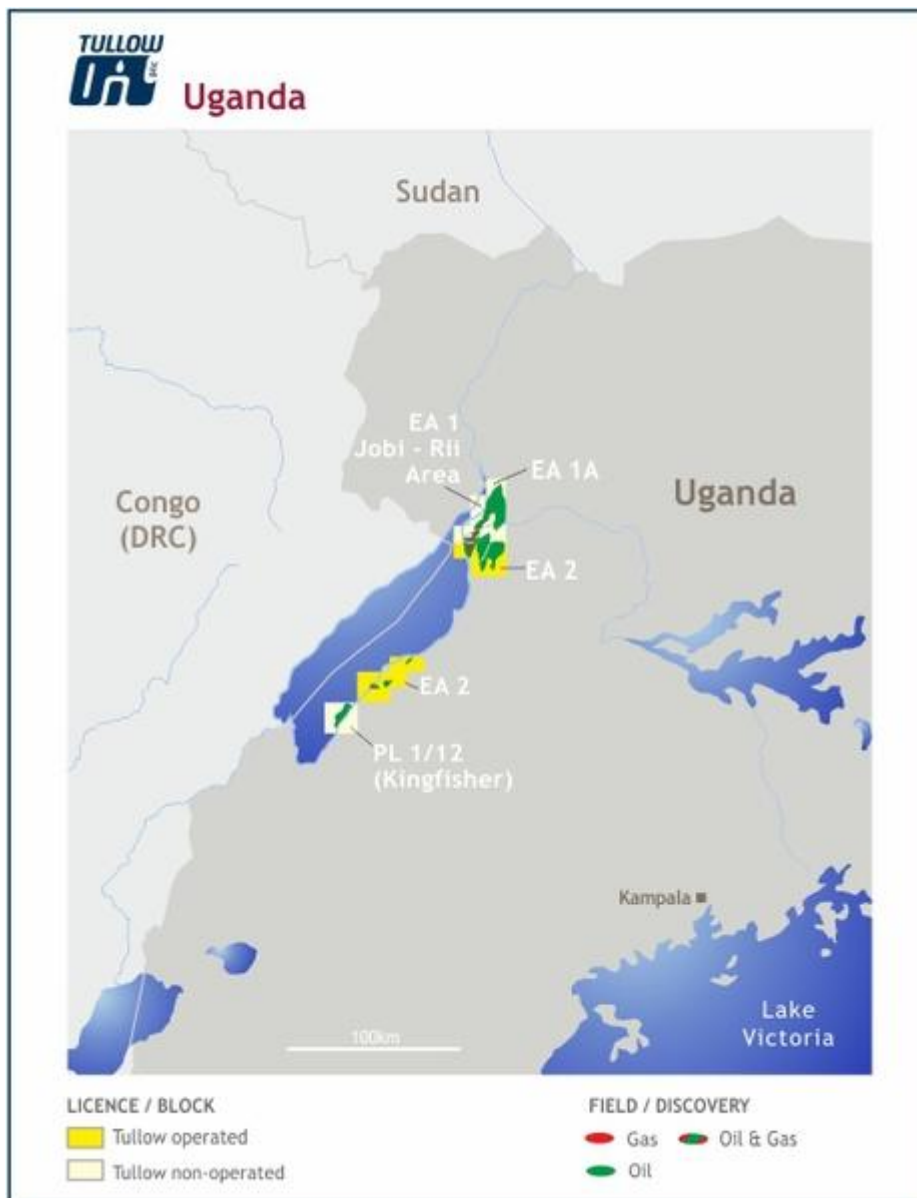 TULLOW
OIL plc
Uganda
Sudan
EA 1
Jobi - Rii
Area
EA 1A
Congo
(DRC)
Uganda
EA 2
EA 2
PL 1/12
(Kingfisher)
Kampala
Lake
Victoria
100km
LICENCE / BLOCK
Tullow operated
Tullow non-operated
FIELD / DISCOVERY
Gas
Oil & Gas
Oil